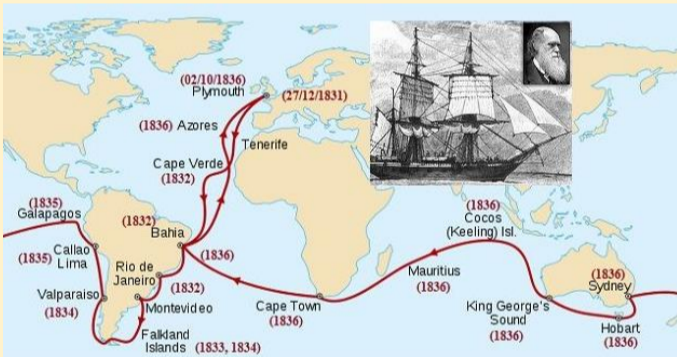 (02/10/1836)
Plymouth
(27/12/1831)
(1836) Azores
Tenerife
Cape Verde
(1832)
(1835)
Galapagos
(1832)
Bahia
(1836)
(1835)
Callao
Lima
Rio de
Janeiro
(1832)
Valparaiso
(1834)
Montevideo
Falkland
Islands (1833, 1834)
Cape Town
(1836)
Mauritius
(1836)
(1836)
Cocos
(Keeling) Isl.
King George's
Sound
(1836)
(1836)
Sydney
Hobart
(1836)